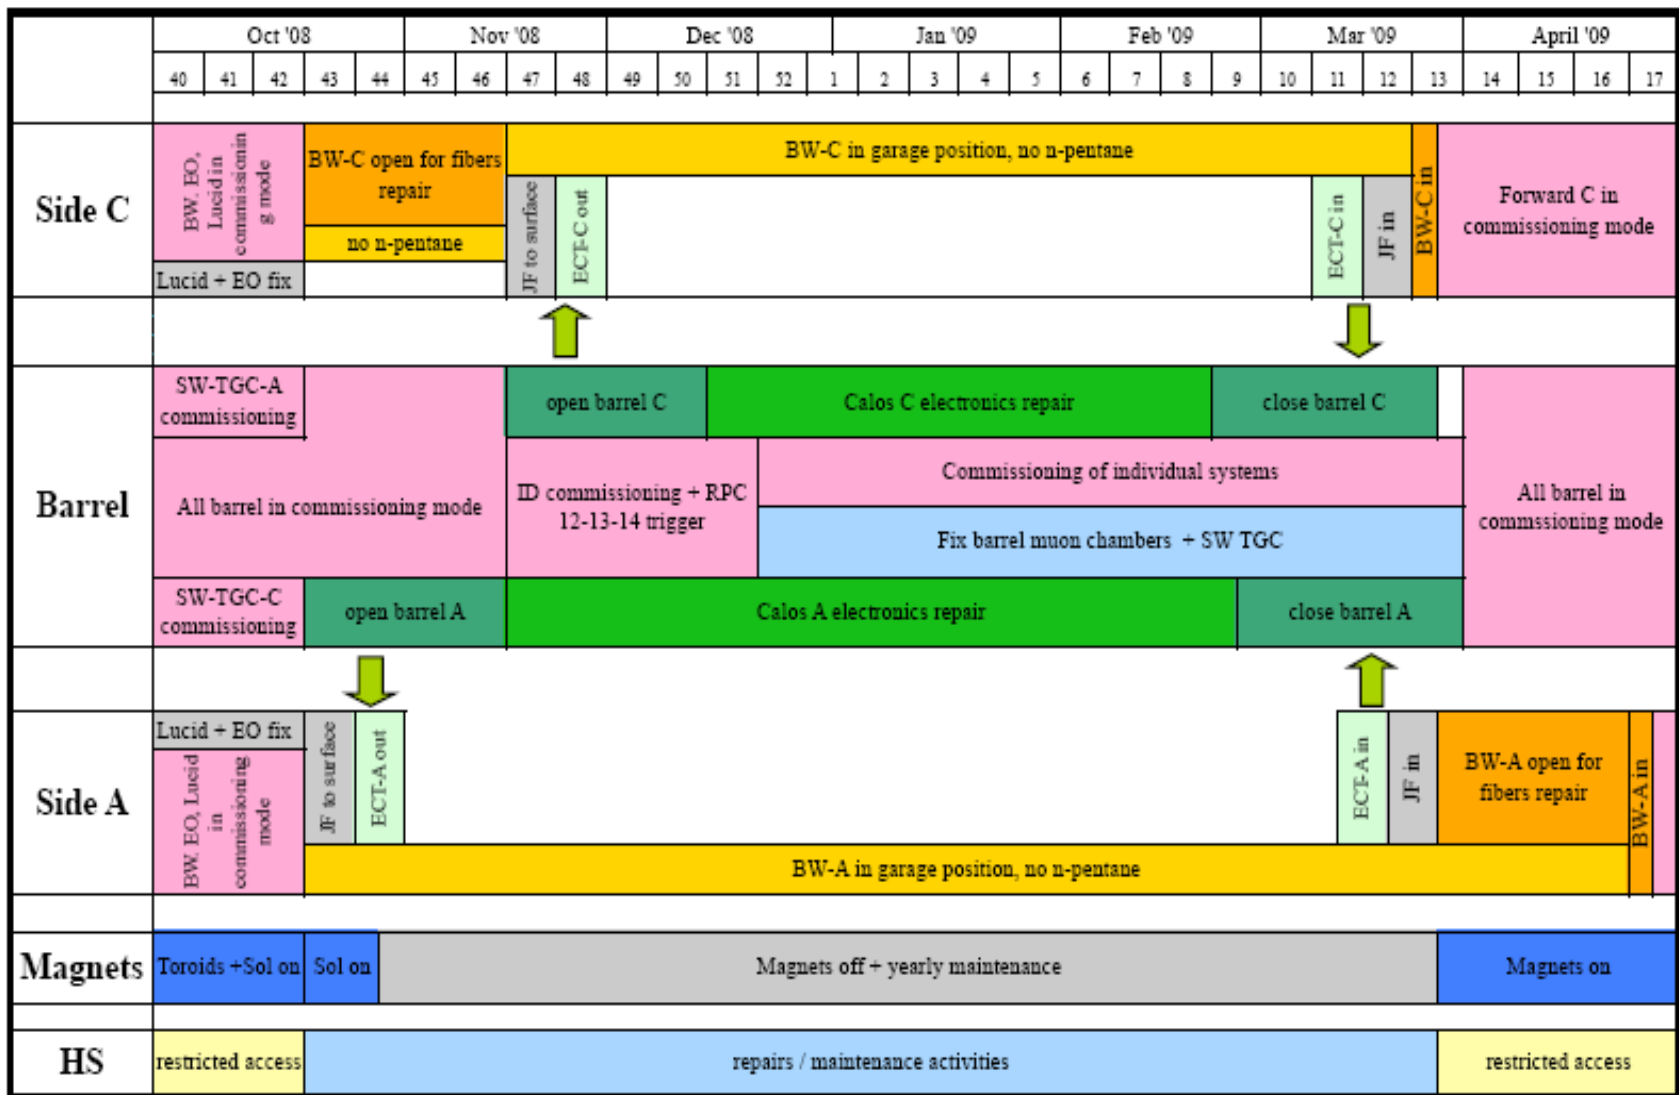 Oct '08 Nov '08 Dec '08 Jan '09 Feb '09 Mar '09 April '09
40 41 42 43 44 45 46 47 48 49 50 51 52 1 2 3 4 5 6 7 8 9 10 11 12 13 14 15 16 17
Side C
BW. EO,
Lucid in
commissionin
g mode
Lucid + EO fix
BW-C open for fibers
repair
no n-pentane
BW-C in garage position, no n-pentane
JF to surface
ECT-C out
ECT-C in
JF in
BW-C in
Forward C in
commissioning mode
Barrel
SW-TGC-A
commissioning
All barrel in commissioning mode
SW-TGC-C
commissioning
open barrel A
open barrel C
Calos C electronics repair
close barrel C
ID commissioning + RPC
12-13-14 trigger
Commissioning of individual systems
Fix barrel muon chambers + SW TGC
Calos A electronics repair
close barrel A
All barrel in
commssioning mode
Side A
Lucid + EO fix
BW. EO, Lucid
in
commissioning
mode
JF to surface
ECT-A out
ECT-A in
JF in
BW-A open for
fibers repair
BW-A in
BW-A in garage position, no n-pentane
Magnets
Toroids +Sol on
Sol on
Magnets off + yearly maintenance
Magnets on
HS
restricted access
repairs / maintenance activities
restricted access